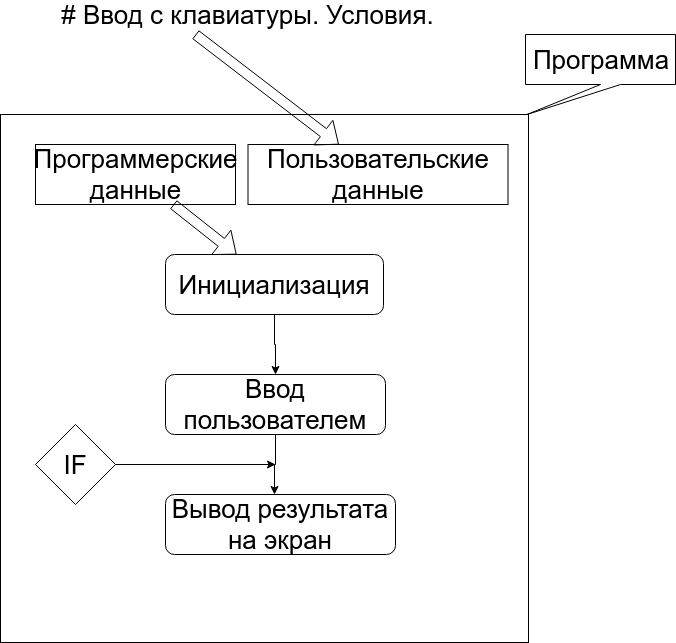 # Ввод с клавиатуры. Условия.
Программа
Программерские
данные
Пользовательские
данные
Инициализация
Ввод
пользователем
IF
Вывод результата
на экран